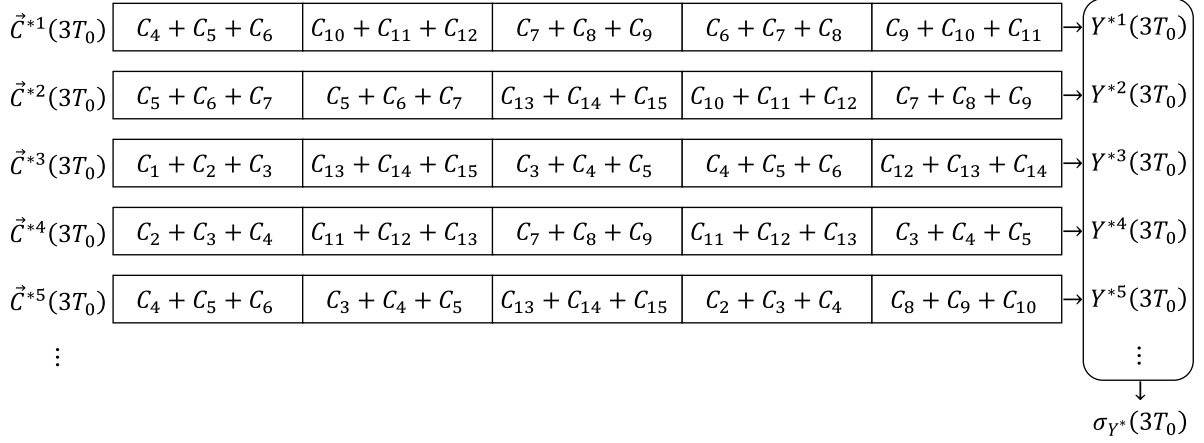 C⃗*¹(3T₀) C₄ + C₅ + C₆ C₁₀ + C₁₁ + C₁₂ C₇ + C₈ + C₉ C₆ + C₇ + C₈ C₉ + C₁₀ + C₁₁ → Y*¹(3T₀)
C⃗*²(3T₀) C₅ + C₆ + C₇ C₅ + C₆ + C₇ C₁₃ + C₁₄ + C₁₅ C₁₀ + C₁₁ + C₁₂ C₇ + C₈ + C₉ → Y*²(3T₀)
C⃗*³(3T₀) C₁ + C₂ + C₃ C₁₃ + C₁₄ + C₁₅ C₃ + C₄ + C₅ C₄ + C₅ + C₆ C₁₂ + C₁₃ + C₁₄ → Y*³(3T₀)
C⃗*⁴(3T₀) C₂ + C₃ + C₄ C₁₁ + C₁₂ + C₁₃ C₇ + C₈ + C₉ C₁₁ + C₁₂ + C₁₃ C₃ + C₄ + C₅ → Y*⁴(3T₀)
C⃗*⁵(3T₀) C₄ + C₅ + C₆ C₃ + C₄ + C₅ C₁₃ + C₁₄ + C₁₅ C₂ + C₃ + C₄ C₈ + C₉ + C₁₀ → Y*⁵(3T₀)
⋮ ⋮
↓
σ_Y*(3T₀)